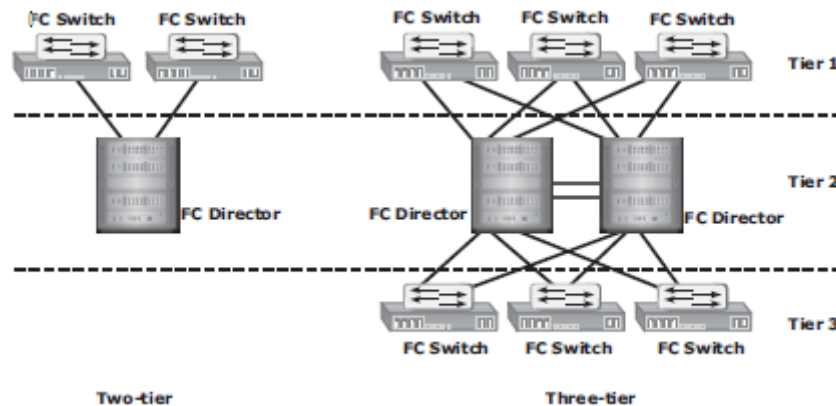 FC Switch FC Switch FC Switch FC Switch FC Switch
Tier 1
Tier 2
FC Director FC Director FC Director
Tier 3
FC Switch FC Switch FC Switch
Two-tier Three-tier